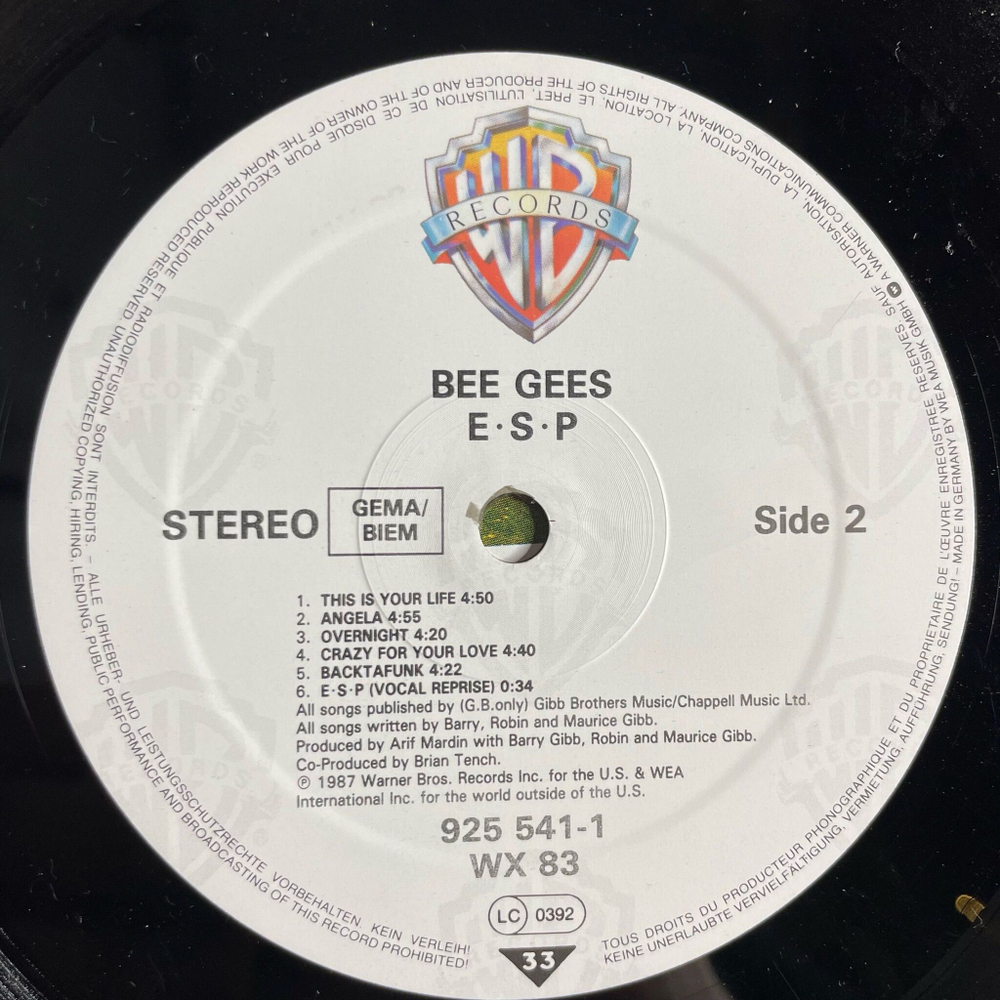 WB
RECORDS
BEE GEES
E·S·P
STEREO
GEMA/
BIEM
Side 2
1. THIS IS YOUR LIFE 4:50
2. ANGELA 4:55
3. OVERNIGHT 4:20
4. CRAZY FOR YOUR LOVE 4:40
5. BACKTAFUNK 4:22
6. E·S·P (VOCAL REPRISE) 0:34
All songs published by (G.B.only) Gibb Brothers Music/Chappell Music Ltd.
All songs written by Barry, Robin and Maurice Gibb.
Produced by Arif Mardin with Barry Gibb, Robin and Maurice Gibb.
Co-Produced by Brian Tench.
℗ 1987 Warner Bros. Records Inc. for the U.S. & WEA
International Inc. for the world outside of the U.S.
925 541-1
WX 83
LC 0392
33
TOUS DROITS DU PRODUCTEUR PHONOGRAPHIQUE ET DU PROPRIETAIRE DE L'ŒUVRE ENREGISTREE RESERVES. SAUF AUTORISATION, LA DUPLICATION, LA LOCATION, LE PRET, L'UTILISATION DE CE DISQUE POUR EXECUTION PUBLIQUE ET RADIODIFFUSION SONT INTERDITS. – ALLE URHEBER- UND LEISTUNGSSCHUTZRECHTE VORBEHALTEN. KEIN VERLEIH!
KEINE UNERLAUBTE VERVIELFÄLTIGUNG, VERMIETUNG, AUFFÜHRUNG, SENDUNG! – MADE IN GERMANY BY WEA MUSIK GMBH A WARNER COMMUNICATIONS COMPANY. ALL RIGHTS OF THE PRODUCER AND OF THE OWNER OF THE WORK REPRODUCED RESERVED. UNAUTHORIZED COPYING, HIRING, LENDING, PUBLIC PERFORMANCE AND BROADCASTING OF THIS RECORD PROHIBITED!